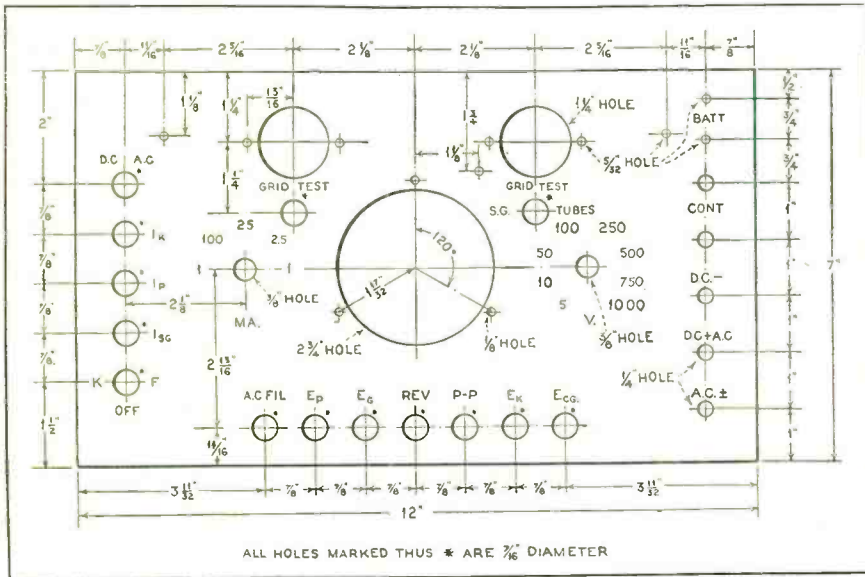 7/8" 11/16" 2 5/16" 2 1/8" 2 1/8" 2 5/16" 11/16" 7/8"
2" 1 1/8" 1 1/4" 13/16 1 3/4 1 1/4" HOLE 1/2"
BATT 3/4"
1 1/4" 1 1/8" 5/32" HOLE 3/4"
D.C. A.C.
GRID TEST GRID TEST
* * S.G. * TUBES CONT 1"
7/8" 25 100 250
100 2.5 120° 50 500
I K
1 1 10 750 D.C.- 1" 7"
7/8" I P 2 1/8" 3/8" HOLE 1 17/32" 5 1000
MA. V.
7/8" I SG 2 3/4" HOLE 1/8" HOLE 3/8" HOLE DC+A.C 1"
2 13/16 1/4" HOLE
7/8" K * F A.C. ±
OFF A.C FIL E P E G REV P-P E K E CG.
1 1/2" 11/16" 1"
3 11/32" 7/8" 7/8" 7/8" 7/8" 7/8" 7/8" 3 11/32"
12"
ALL HOLES MARKED THUS * ARE 7/16" DIAMETER